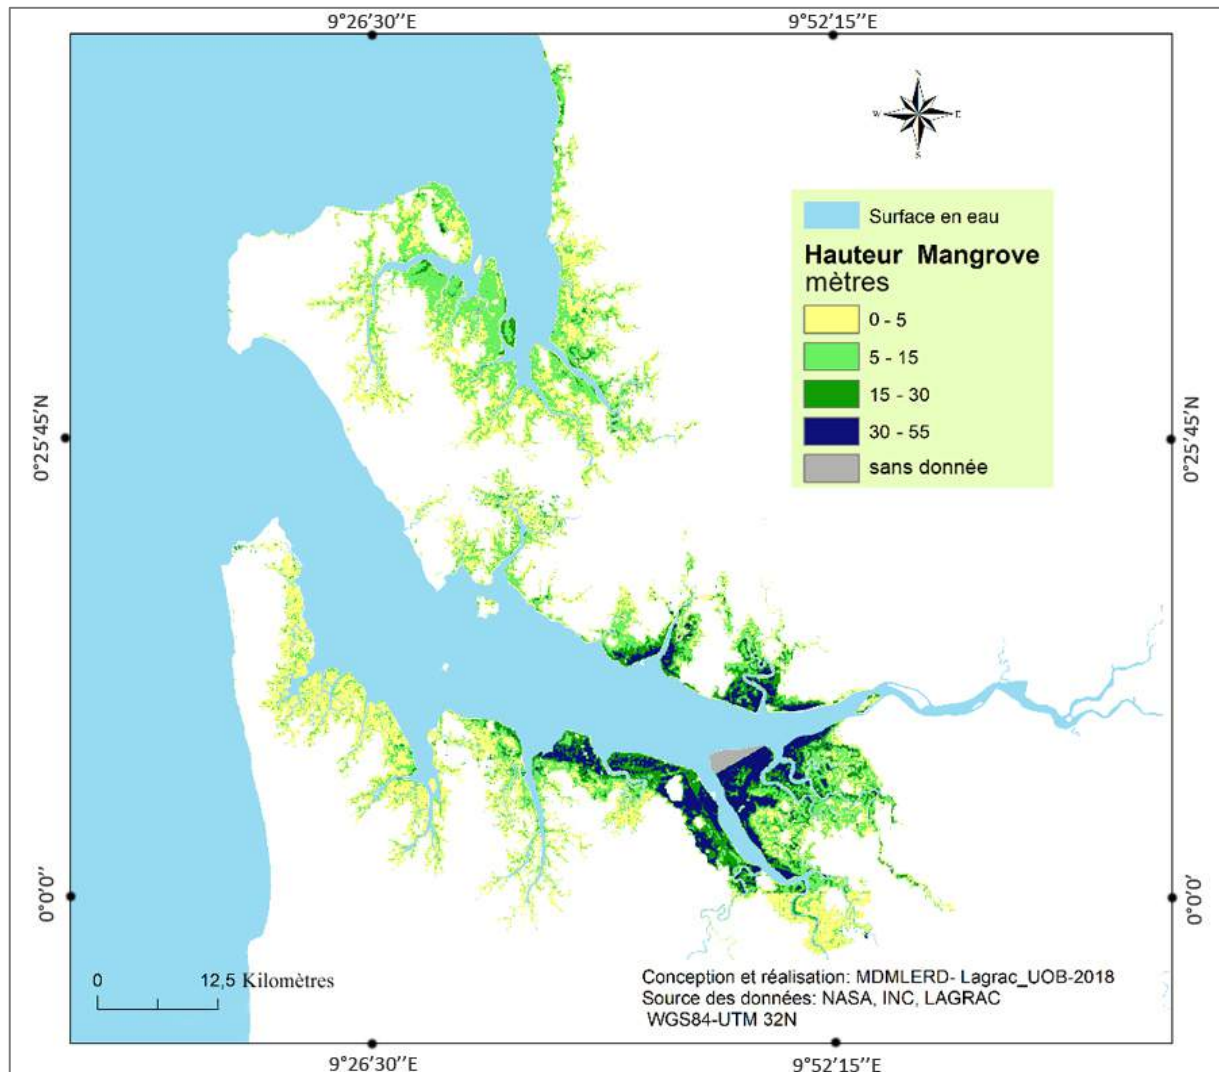 9°26'30''E
9°52'15''E
N
W
E
S
Surface en eau
Hauteur Mangrove
mètres
0 - 5
5 - 15
15 - 30
30 - 55
sans donnée
0°25'45'N
0°25'45'N
0°0'0''
0°0'0'
0
12,5 Kilomètres
Conception et réalisation: MDMLERD- Lagrac_UOB-2018
Source des données: NASA, INC, LAGRAC
WGS84-UTM 32N
9°26'30''E
9°52'15''E